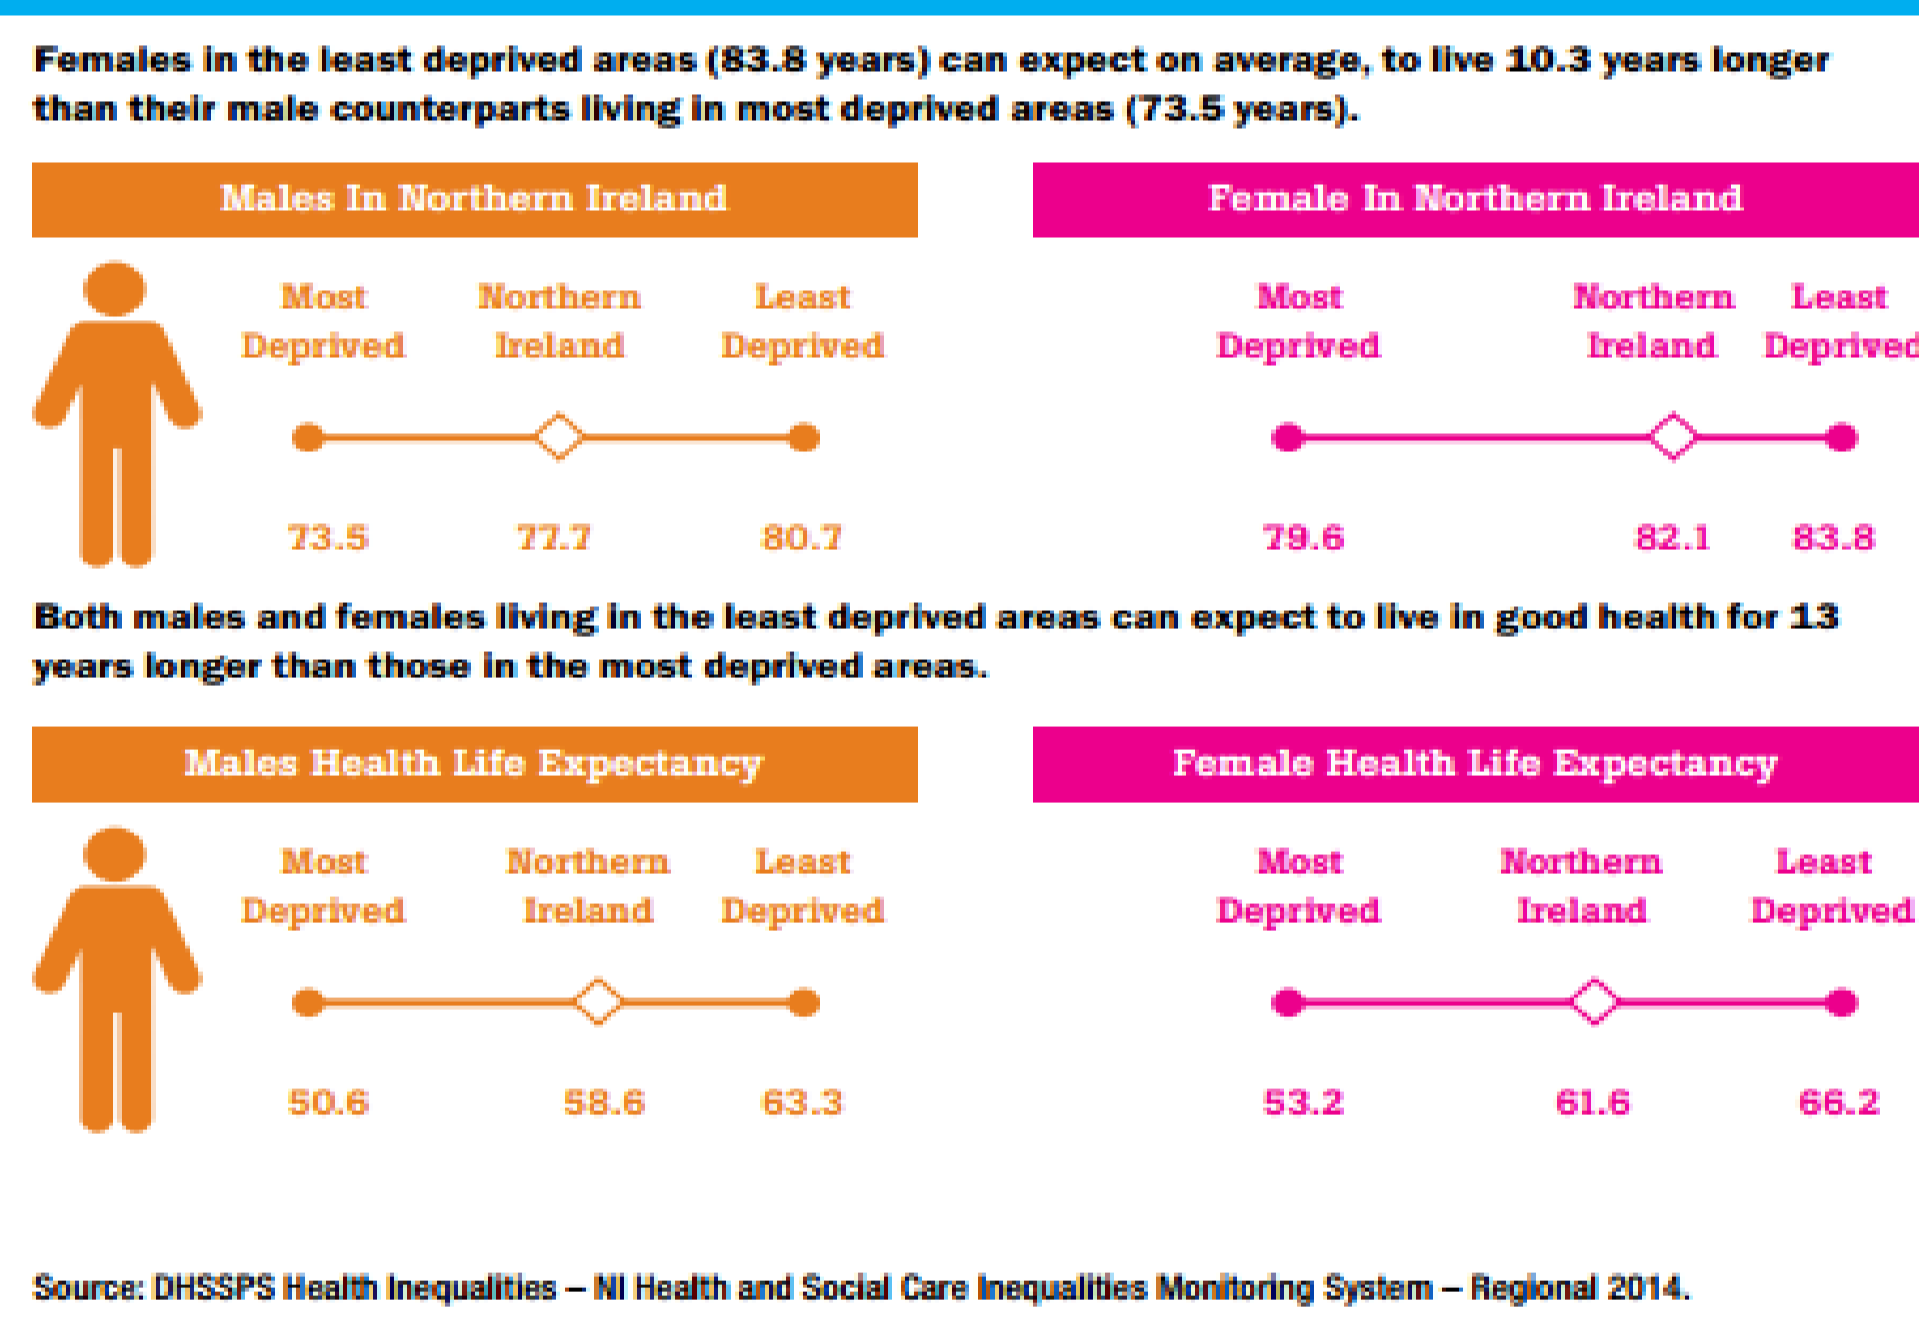 Females in the least deprived areas (83.8 years) can expect on average, to live 10.3 years longer
than their male counterparts living in most deprived areas (73.5 years).
Males In Northern Ireland
Most Northern Least
Deprived Ireland Deprived
73.5 77.7 80.7
Female In Northern Ireland
Most Northern Least
Deprived Ireland Deprived
79.6 82.1 83.8
Both males and females living in the least deprived areas can expect to live in good health for 13
years longer than those in the most deprived areas.
Males Health Life Expectancy
Most Northern Least
Deprived Ireland Deprived
50.6 58.6 63.3
Female Health Life Expectancy
Most Northern Least
Deprived Ireland Deprived
53.2 61.6 66.2
Source: DHSSPS Health Inequalities – NI Health and Social Care Inequalities Monitoring System – Regional 2014.